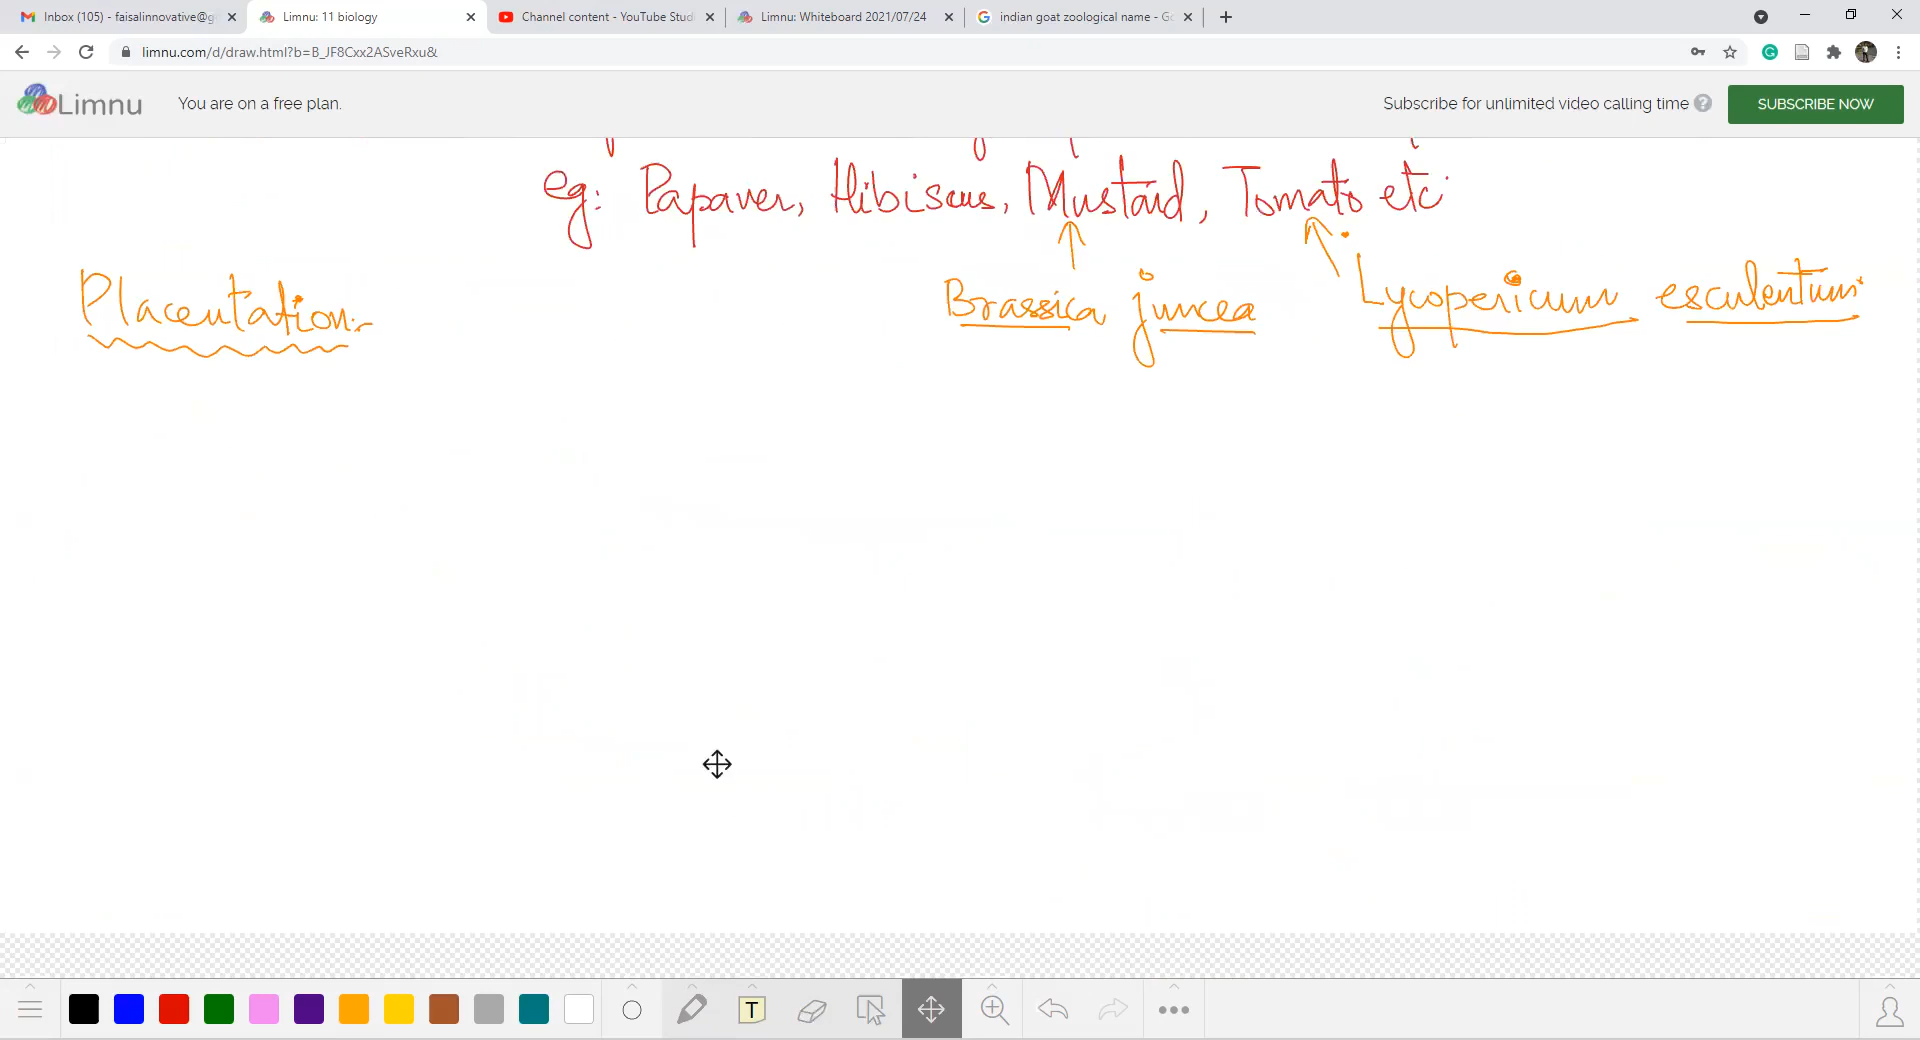 Inbox (105) - faisalinnovative@g
Limnu: 11 biology
Channel content - YouTube Stud
Limnu: Whiteboard 2021/07/24
indian goat zoological name - Go
limnu.com/d/draw.html?b=B_JF8Cxx2ASveRxu&
Limnu
You are on a free plan.
Subscribe for unlimited video calling time ?
SUBSCRIBE NOW
eg: Papaver, Hibiscus, Mustard, Tomato etc
Placentation:-
Brassica juncea
Lycopericum esculentum
T